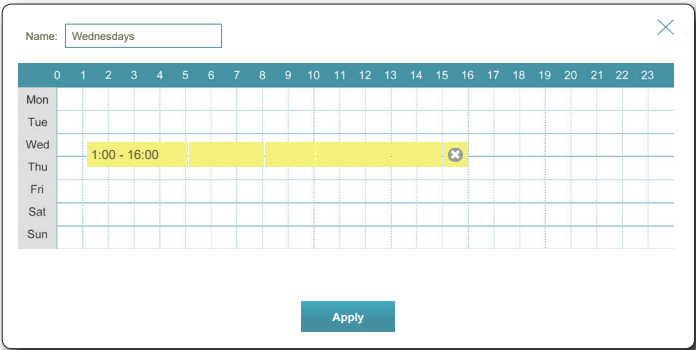 Name: Wednesdays
0 1 2 3 4 5 6 7 8 9 10 11 12 13 14 15 16 17 18 19 20 21 22 23
Mon
Tue
Wed
1:00 - 16:00
Thu
Fri
Sat
Sun
Apply